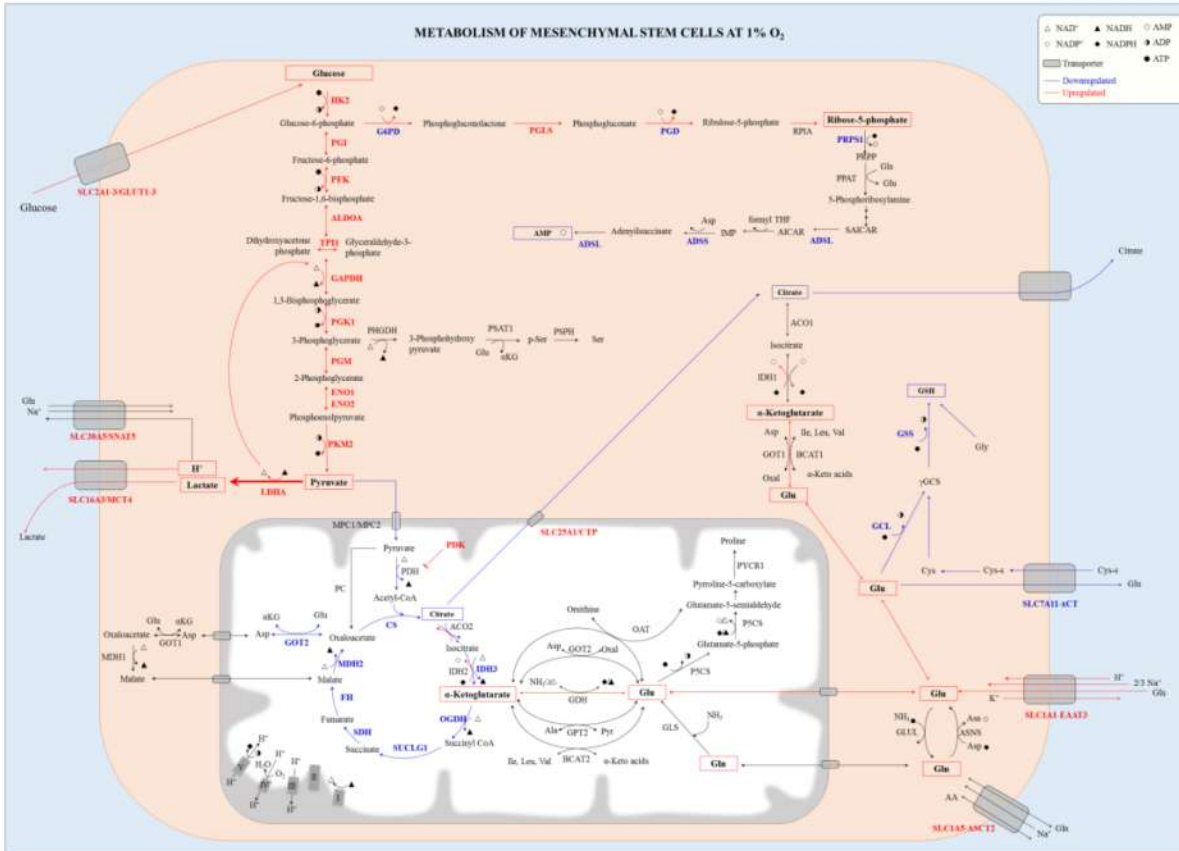 METABOLISM OF MESENCHYMAL STEM CELLS AT 1% O₂
△ NAD⁺ ▲ NADH ○ AMP
◇ NADP⁺ ◆ NADPH ◑ ADP
● ATP
Transporter
Downregulated
Upregulated
Glucose
HK2
Glucose-6-phosphate
G6PD
Phosphogluconolactone
PGLS
Phosphogluconate
PGD
Ribulose-5-phosphate
RPIA
Ribose-5-phosphate
PGI
Fructose-6-phosphate
PFK
Fructose-1,6-bisphosphate
ALDOA
Dihydroxyacetone
phosphate
TPH
Glyceraldehyde-3-
phosphate
GAPDH
1,3-Bisphosphoglycerate
PGK1
3-Phosphoglycerate
PHGDH
3-Phosphohydroxy
pyruvate
PSAT1
Glu
αKG
p-Ser
PSPH
Ser
PGM
2-Phosphoglycerate
ENO1
ENO2
Phosphoenolpyruvate
PKM2
Pyruvate
LDHA
H⁺
Lactate
PRPS1
PRPP
PPAT
Gln
Glu
5-Phosphoribosylamine
SAICAR
ADSL
AICAR
formyl THF
IMP
Asp
ADSS
Adenylosuccinate
ADSL
AMP
SLC2A1-3/GLUT1-3
Glucose
Na⁺
SLC38A5/SNAT5
SLC16A3/MCT4
Lactate
Citrate
Citrate
ACO1
Isocitrate
IDH1
α-Ketoglutarate
Asp
Ile, Leu, Val
GOT1
BCAT1
Oxal
α-Keto acids
Glu
GSH
GSS
Gly
γGCS
GCL
Cys
Cys-s
Cys-s
Glu
Glu
SLC7A11-xCT
MPC1/MPC2
SLC25A1/CTP
Pyruvate
PDK
PDH
PC
Acetyl-CoA
CS
Citrate
ACO2
Isocitrate
IDH2
IDH3
α-Ketoglutarate
OGDH
Succinyl CoA
SUCLG1
Succinate
SDH
Fumarate
FH
Malate
MDH2
Oxaloacetate
αKG
Glu
Asp
GOT2
Glu
αKG
Oxaloacetate
GOT1
Asp
MDH1
Malate
Proline
PYCR1
Pyrroline-5-carboxylate
Glutamate-5-semialdehyde
P5CS
Glutamate-5-phosphate
P5CS
Ornithine
OAT
Asp
GOT2
Oxal
GDH
Glu
Ala
GPT2
Pyr
Ile, Leu, Val
BCAT2
α-Keto acids
GLS
NH₃
Gln
Glu
H⁺
2/3 Na⁺
Glu
K⁺
SLC1A1-EAAT3
NH₃
GLUL
Asn
ASNS
Asp
AA
Na⁺
Gln
SLC1A5-ASCT2
H⁺
H⁺
H₂O
O₂
H⁺
H⁺
H⁺
H⁺